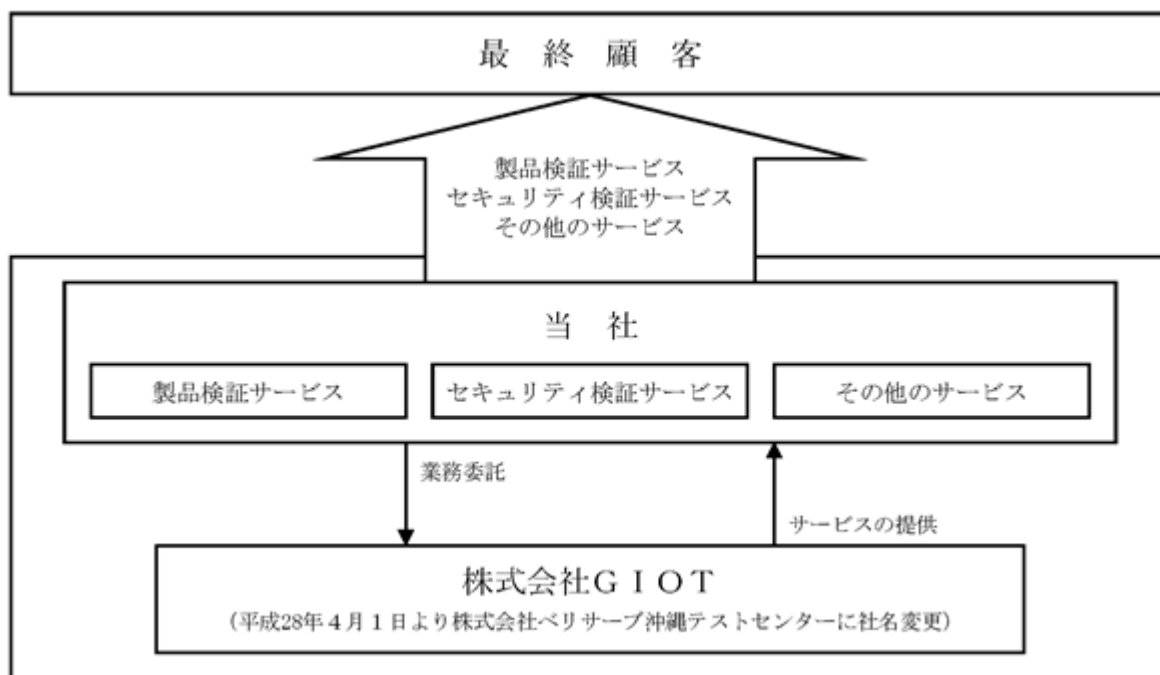 最 終 顧 客
製品検証サービス
セキュリティ検証サービス
その他のサービス
当 社
製品検証サービス
セキュリティ検証サービス
その他のサービス
業務委託
サービスの提供
株式会社ＧＩＯＴ
（平成28年４月１日より株式会社ベリサーブ沖縄テストセンターに社名変更）